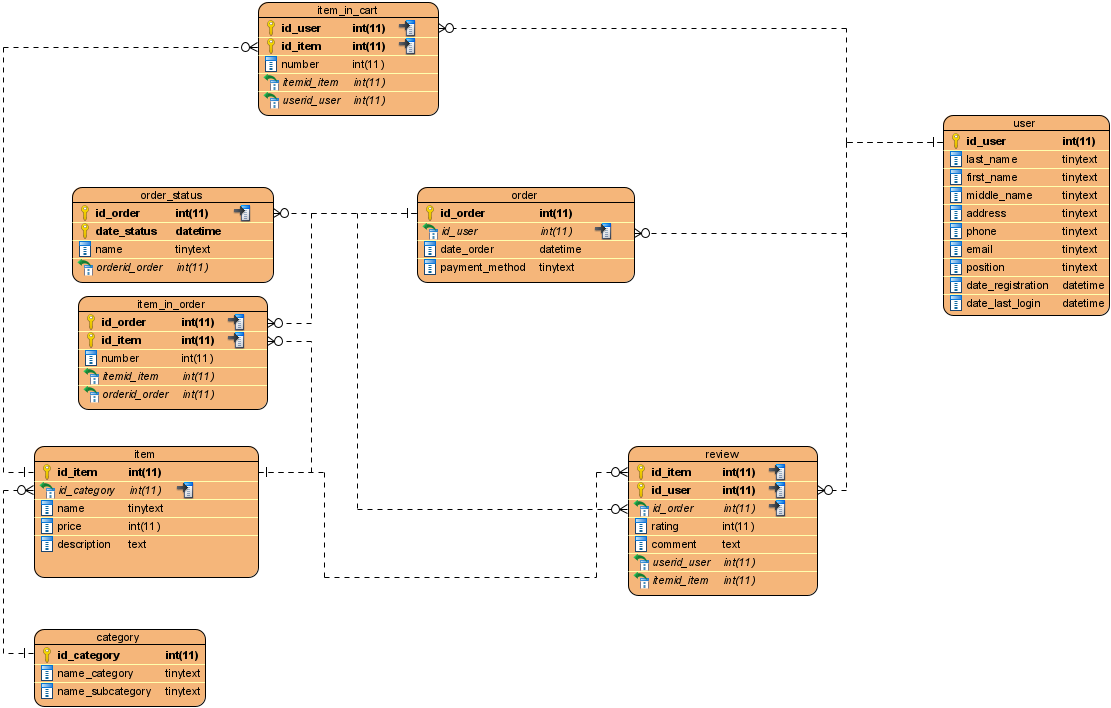 item_in_cart
id_user int(11)
id_item int(11)
number int(11)
itemid_item int(11)
userid_user int(11)
user
id_user int(11)
last_name tinytext
first_name tinytext
middle_name tinytext
address tinytext
phone tinytext
email tinytext
position tinytext
date_registration datetime
date_last_login datetime
order_status
id_order int(11)
date_status datetime
name tinytext
orderid_order int(11)
order
id_order int(11)
id_user int(11)
date_order datetime
payment_method tinytext
item_in_order
id_order int(11)
id_item int(11)
number int(11)
itemid_item int(11)
orderid_order int(11)
item
id_item int(11)
id_category int(11)
name tinytext
price int(11)
description text
review
id_item int(11)
id_user int(11)
id_order int(11)
rating int(11)
comment text
userid_user int(11)
itemid_item int(11)
category
id_category int(11)
name_category tinytext
name_subcategory tinytext